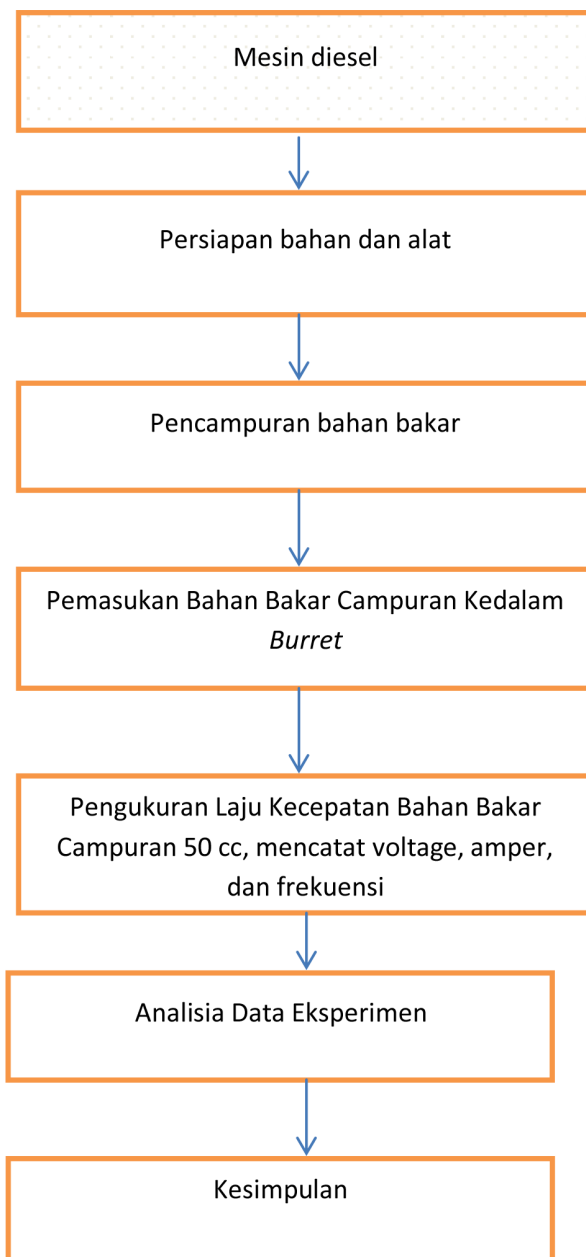 Mesin diesel
Persiapan bahan dan alat
Pencampuran bahan bakar
Pemasukan Bahan Bakar Campuran Kedalam
Burret
Pengukuran Laju Kecepatan Bahan Bakar
Campuran 50 cc, mencatat voltage, amper,
dan frekuensi
Analisia Data Eksperimen
Kesimpulan